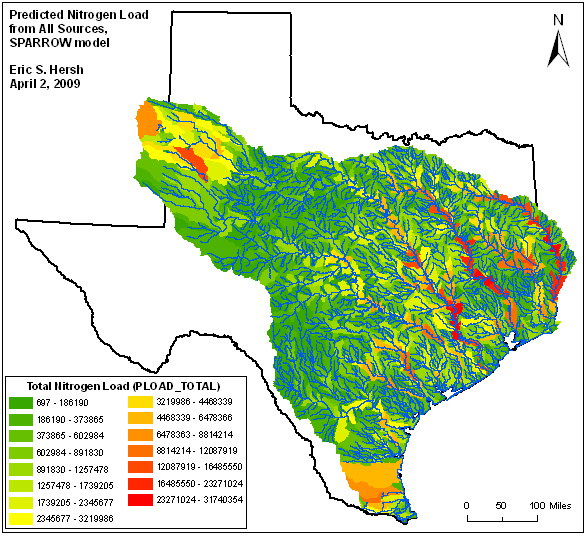 Predicted Nitrogen Load
from All Sources,
SPARROW model
Eric S. Hersh
April 2, 2009
N
Total Nitrogen Load (PLOAD_TOTAL)
697 - 186190
186190 - 373865
373865 - 602984
602984 - 891830
891830 - 1257478
1257478 - 1739205
1739205 - 2345677
2345677 - 3219986
3219986 - 4468339
4468339 - 6478366
6478363 - 8814214
8814214 - 12087919
12087919 - 16485550
16485550 - 23271024
23271024 - 31740354
0 50 100 Miles